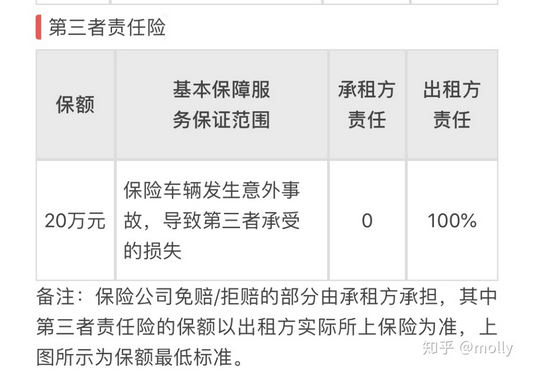 第三者责任险
保额
基本保障服
务保证范围
承租方
责任
出租方
责任
20万元
保险车辆发生意外事
故，导致第三者承受
的损失
0
100%
备注：保险公司免赔/拒赔的部分由承租方承担，其中
第三者责任险的保额以出租方实际所上保险为准，上
图所示为保额最低标准。
知乎 @molly